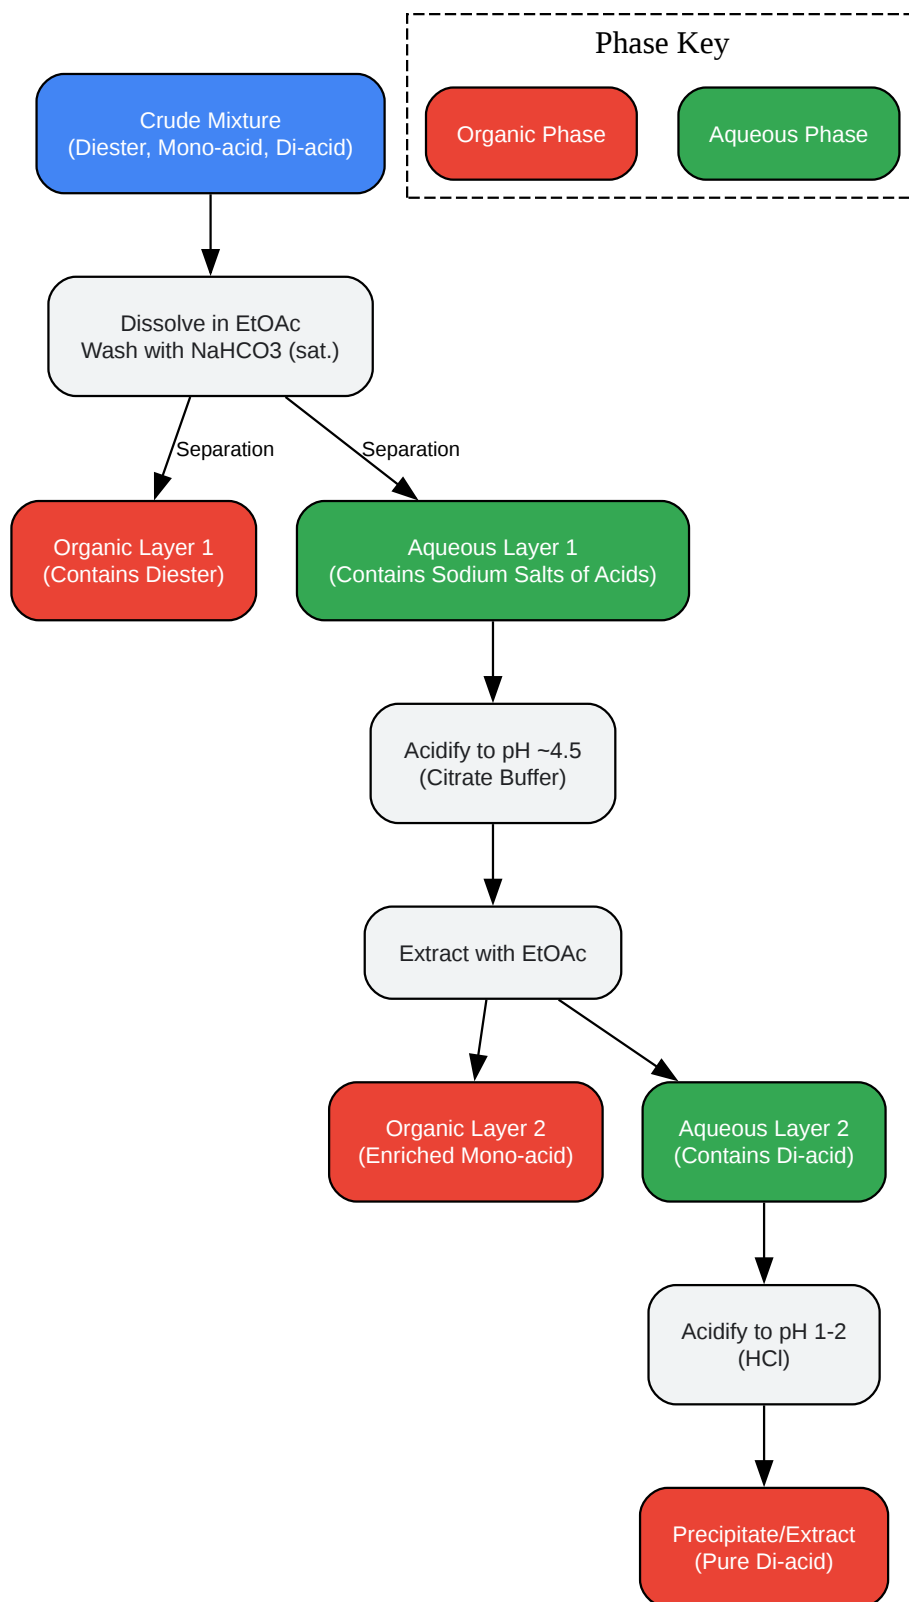 Phase Key
Crude Mixture
(Diester, Mono-acid, Di-acid)
Organic Phase
Aqueous Phase
Dissolve in EtOAc
Wash with NaHCO3 (sat.)
Separation
Separation
Organic Layer 1
(Contains Diester)
Aqueous Layer 1
(Contains Sodium Salts of Acids)
Acidify to pH ~4.5
(Citrate Buffer)
Extract with EtOAc
Organic Layer 2
(Enriched Mono-acid)
Aqueous Layer 2
(Contains Di-acid)
Acidify to pH 1-2
(HCl)
Precipitate/Extract
(Pure Di-acid)